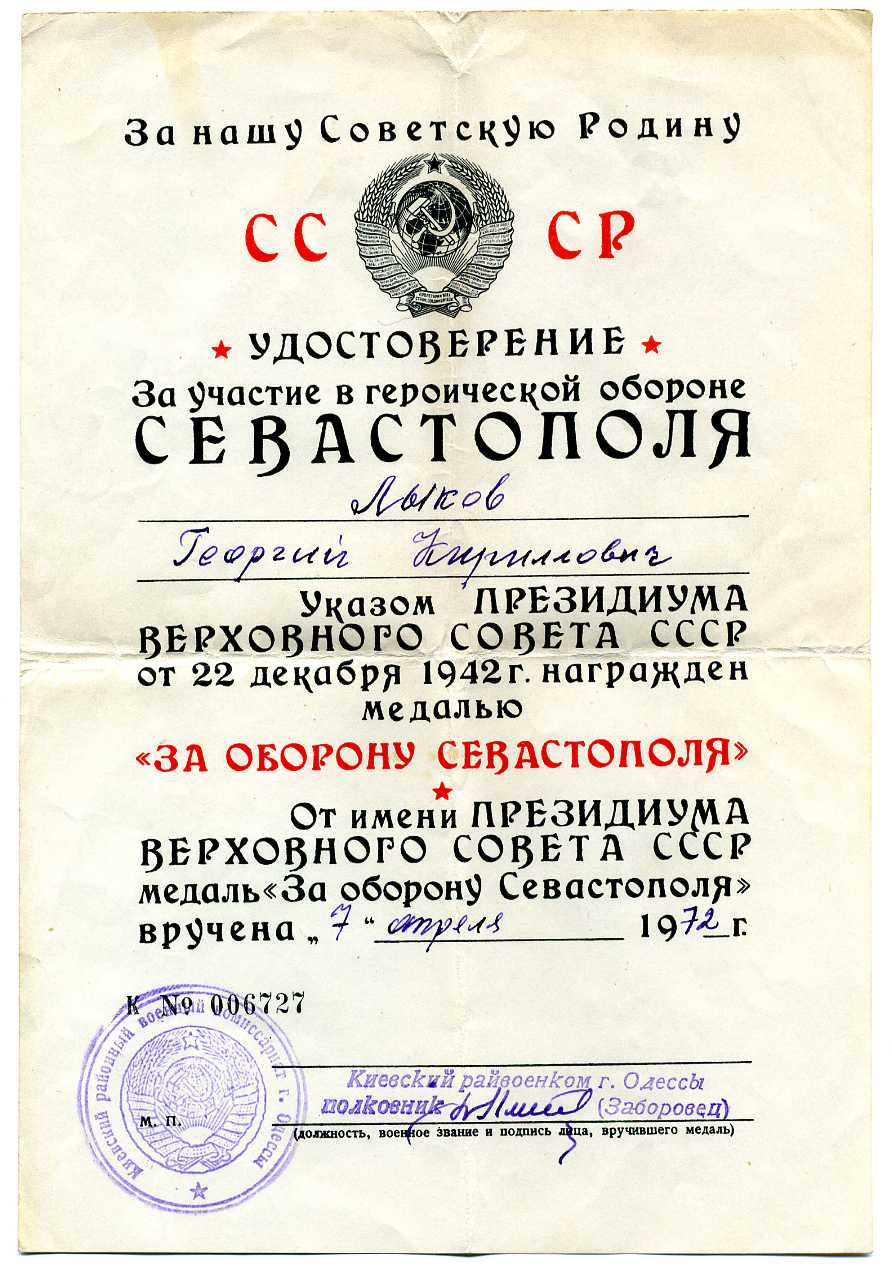 За нашу Советскую Родину
СС СР
УДОСТОВЕРЕНИЕ
За участие в героической обороне
СЕВАСТОПОЛЯ
Лыков
Георгий Кириллович
Указом ПРЕЗИДИУМА
ВЕРХОВНОГО СОВЕТА СССР
от 22 декабря 1942 г. награжден
медалью
«ЗА ОБОРОНУ СЕВАСТОПОЛЯ»
От имени ПРЕЗИДИУМА
ВЕРХОВНОГО СОВЕТА СССР
медаль «За оборону Севастополя»
вручена „7“ апреля 1972 г.
К № 006727
Киевский районный военный комиссариат г. Одессы
Киевский райвоенком г. Одессы
полковник (Заборовец)
М. П.
(должность, военное звание и подпись лица, вручившего медаль)